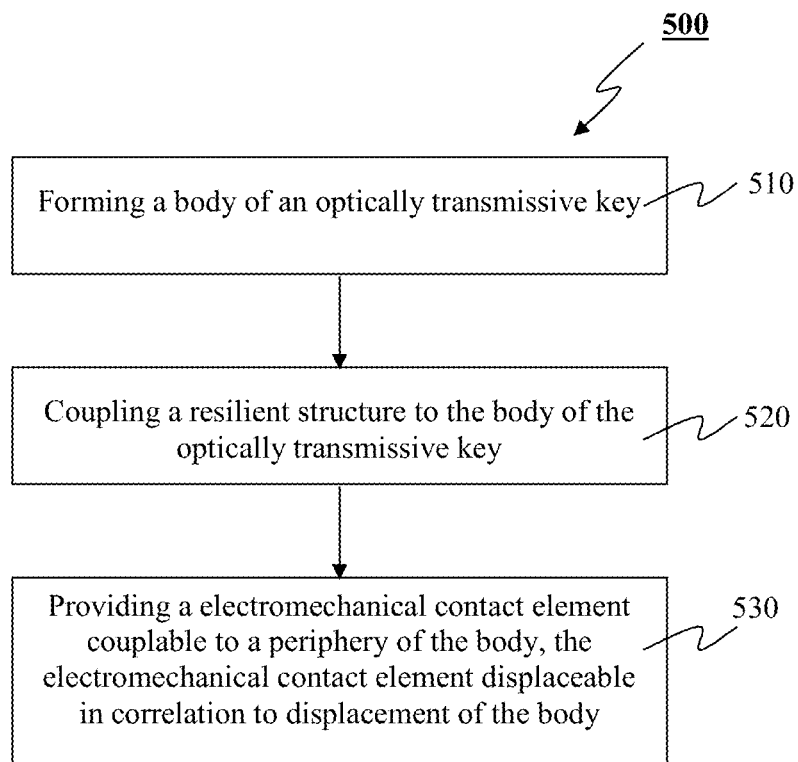 500
Forming a body of an optically transmissive key
510
Coupling a resilient structure to the body of the
optically transmissive key
520
Providing a electromechanical contact element
couplable to a periphery of the body, the
electromechanical contact element displaceable
in correlation to displacement of the body
530